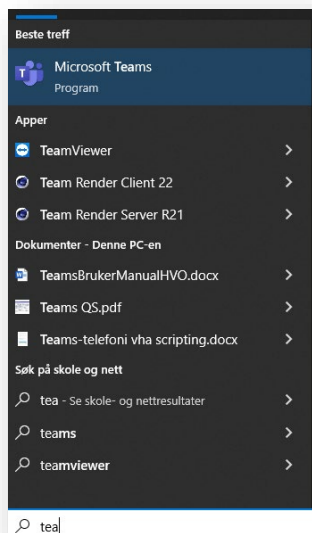 Beste treff
Microsoft Teams
Program
Apper
TeamViewer
Team Render Client 22
Team Render Server R21
Dokumenter - Denne PC-en
TeamsBrukerManualHVO.docx
Teams QS.pdf
Teams-telefoni vha scripting.docx
Søk på skole og nett
tea - Se skole- og nettresultater
teams
teamviewer
tea